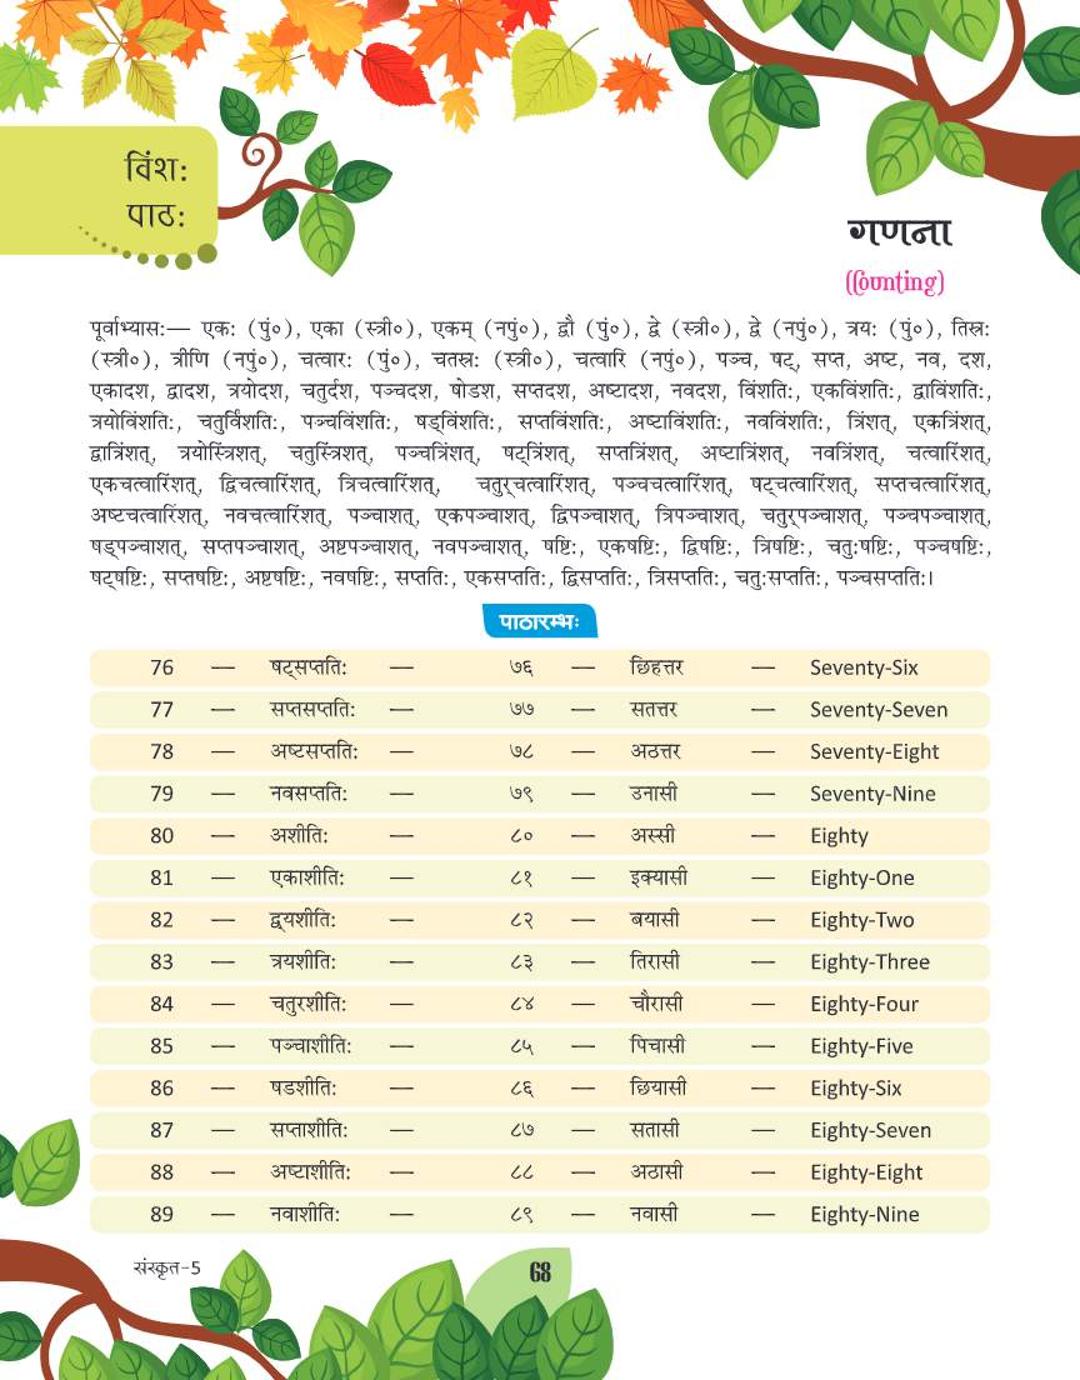 विंश:
पाठ:
गणना
(Counting)
पूर्वाभ्यास:— एक: (पुं०), एका (स्त्री०), एकम् (नपुं०), द्वौ (पुं०), द्वे (स्त्री०), द्वे (नपुं०), त्रय: (पुं०), तिस्र:
(स्त्री०), त्रीणि (नपुं०), चत्वार: (पुं०), चतस्र: (स्त्री०), चत्वारि (नपुं०), पञ्च, षट्, सप्त, अष्ट, नव, दश,
एकादश, द्वादश, त्रयोदश, चतुर्दश, पञ्चदश, षोडश, सप्तदश, अष्टादश, नवदश, विंशति:, एकविंशति:, द्वाविंशति:,
त्रयोविंशति:, चतुर्विंशति:, पञ्चविंशति:, षड्विंशति:, सप्तविंशति:, अष्टाविंशति:, नवविंशति:, त्रिंशत्, एकत्रिंशत्,
द्वात्रिंशत्, त्रयोस्त्रिंशत्, चतुस्त्रिंशत्, पञ्चत्रिंशत्, षट्त्रिंशत्, सप्तत्रिंशत्, अष्टात्रिंशत्, नवत्रिंशत्, चत्वारिंशत्,
एकचत्वारिंशत्, द्विचत्वारिंशत्, त्रिचत्वारिंशत्, चतुर्चत्वारिंशत्, पञ्चचत्वारिंशत्, षट्चत्वारिंशत्, सप्तचत्वारिंशत्,
अष्टचत्वारिंशत्, नवचत्वारिंशत्, पञ्चाशत्, एकपञ्चाशत्, द्विपञ्चाशत्, त्रिपञ्चाशत्, चतुर्पञ्चाशत्, पञ्चपञ्चाशत्,
षड्पञ्चाशत्, सप्तपञ्चाशत्, अष्टपञ्चाशत्, नवपञ्चाशत्, षष्टि:, एकषष्टि:, द्विषष्टि:, त्रिषष्टि:, चतु:षष्टि:, पञ्चषष्टि:,
षट्षष्टि:, सप्तषष्टि:, अष्टषष्टि:, नवषष्टि:, सप्तति:, एकसप्तति:, द्विसप्तति:, त्रिसप्तति:, चतु:सप्तति:, पञ्चसप्तति:।
पाठारम्भः
76 — षट्सप्तति: — ७६ — छिहत्तर — Seventy-Six
77 — सप्तसप्तति: — ७७ — सतत्तर — Seventy-Seven
78 — अष्टसप्तति: — ७८ — अठत्तर — Seventy-Eight
79 — नवसप्तति: — ७९ — उनासी — Seventy-Nine
80 — अशीति: — ८० — अस्सी — Eighty
81 — एकाशीति: — ८१ — इक्यासी — Eighty-One
82 — द्वयशीति: — ८२ — बयासी — Eighty-Two
83 — त्रयशीति: — ८३ — तिरासी — Eighty-Three
84 — चतुरशीति: — ८४ — चौरासी — Eighty-Four
85 — पञ्चाशीति: — ८५ — पिचासी — Eighty-Five
86 — षडशीति: — ८६ — छियासी — Eighty-Six
87 — सप्ताशीति: — ८७ — सतासी — Eighty-Seven
88 — अष्टाशीति: — ८८ — अठासी — Eighty-Eight
89 — नवाशीति: — ८९ — नवासी — Eighty-Nine
संस्कृत-5
68